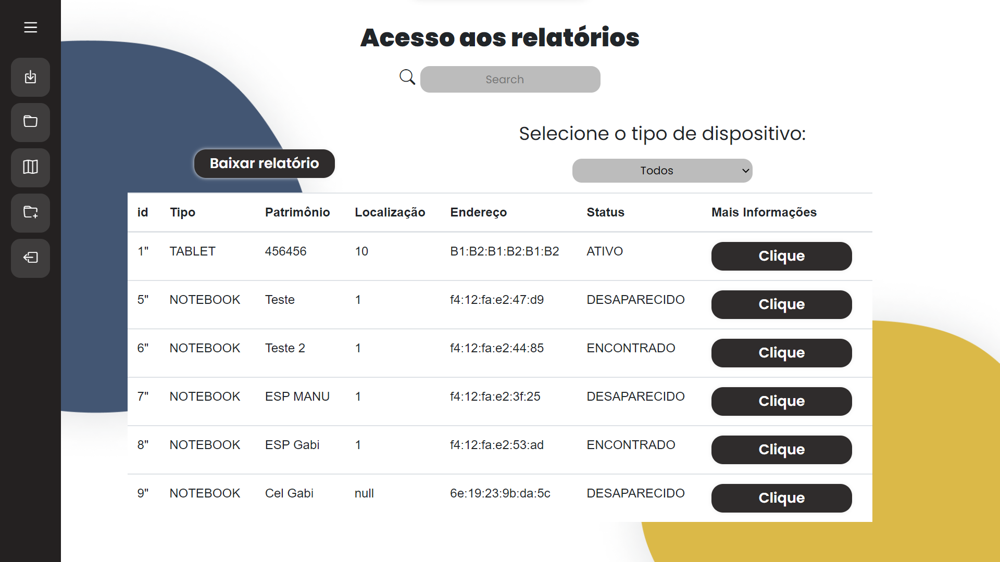 Acesso aos relatórios
Search
Selecione o tipo de dispositivo:
Baixar relatório
Todos
id Tipo Patrimônio Localização Endereço Status Mais Informações
1" TABLET 456456 10 B1:B2:B1:B2:B1:B2 ATIVO Clique
5" NOTEBOOK Teste 1 f4:12:fa:e2:47:d9 DESAPARECIDO Clique
6" NOTEBOOK Teste 2 1 f4:12:fa:e2:44:85 ENCONTRADO Clique
7" NOTEBOOK ESP MANU 1 f4:12:fa:e2:3f:25 DESAPARECIDO Clique
8" NOTEBOOK ESP Gabi 1 f4:12:fa:e2:53:ad ENCONTRADO Clique
9" NOTEBOOK Cel Gabi null 6e:19:23:9b:da:5c DESAPARECIDO Clique